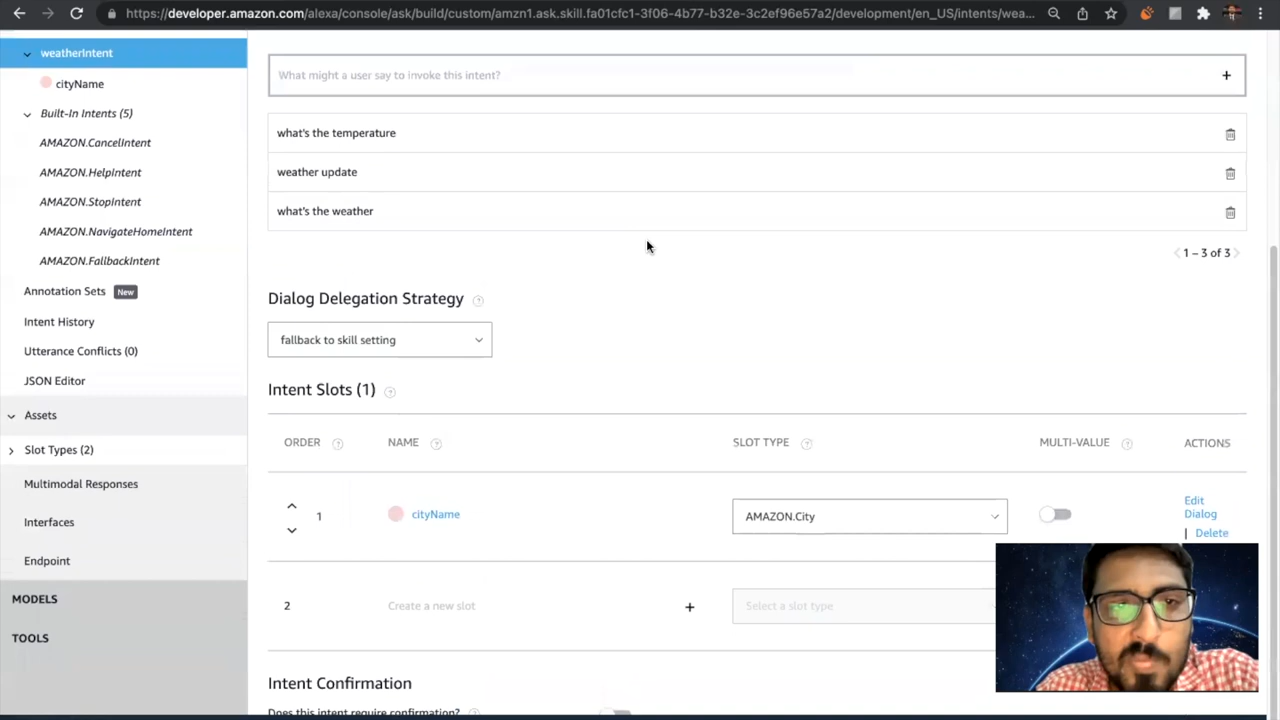 https://developer.amazon.com/alexa/console/ask/build/custom/amzn1.ask.skill.fa01cfc1-3f06-4b77-b32e-3c2ef96e57a2/development/en_US/intents/wea...
weatherIntent
cityName
Built-In Intents (5)
AMAZON.CancelIntent
AMAZON.HelpIntent
AMAZON.StopIntent
AMAZON.NavigateHomeIntent
AMAZON.FallbackIntent
Annotation Sets New
Intent History
Utterance Conflicts (0)
JSON Editor
Assets
Slot Types (2)
Multimodal Responses
Interfaces
Endpoint
MODELS
TOOLS
What might a user say to invoke this intent? +
what's the temperature
weather update
what's the weather
1 – 3 of 3
Dialog Delegation Strategy ?
fallback to skill setting
Intent Slots (1) ?
ORDER ? NAME ? SLOT TYPE ? MULTI-VALUE ? ACTIONS
1 cityName AMAZON.City Edit
Dialog
| Delete
2 Create a new slot + Select a slot type
Intent Confirmation
Does this intent require confirmation? ?